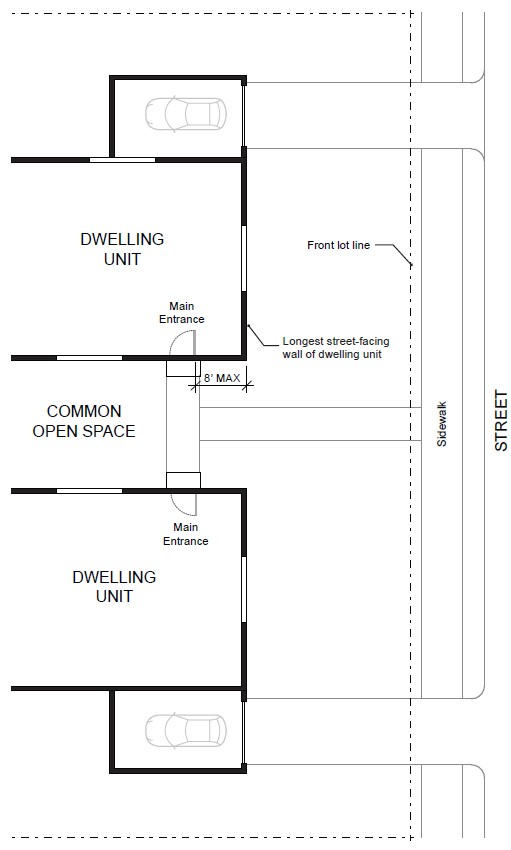 DWELLING
UNIT
Front lot line
Main
Entrance
Longest street-facing
wall of dwelling unit
8' MAX
COMMON
OPEN SPACE
Sidewalk
STREET
Main
Entrance
DWELLING
UNIT